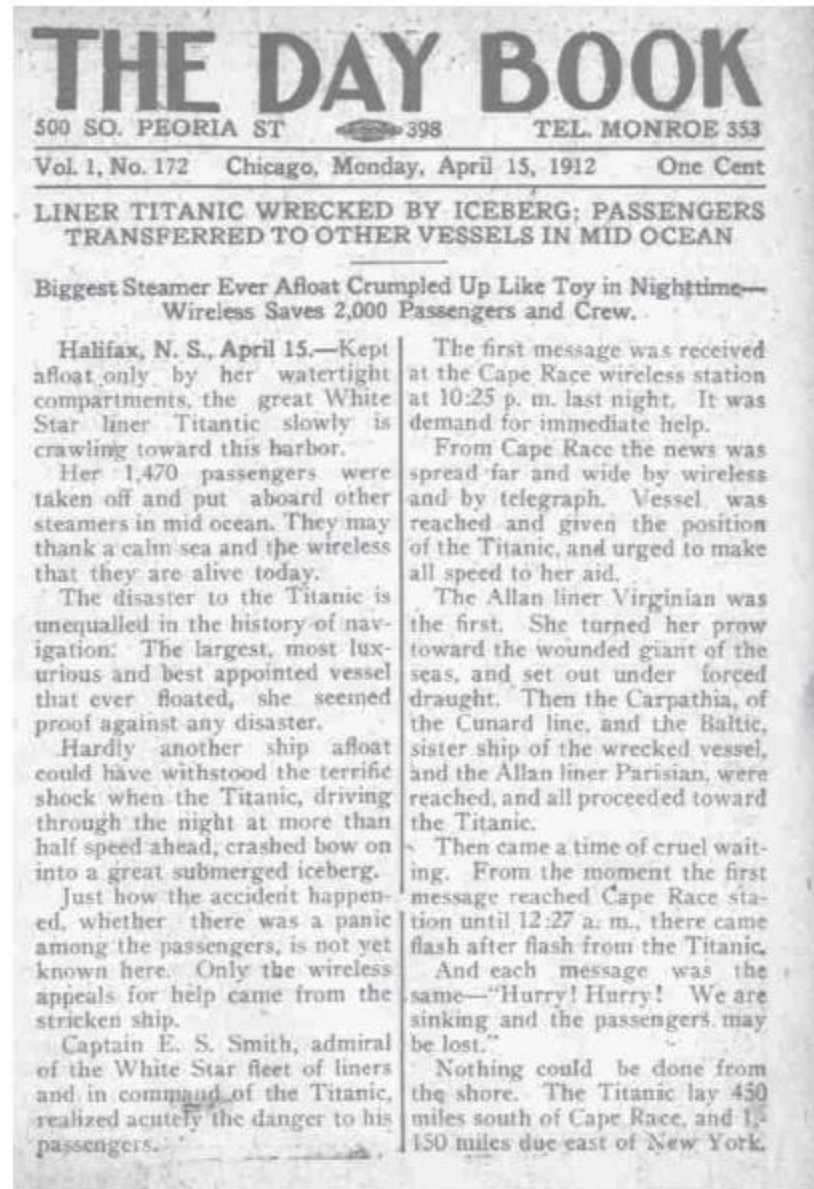 THE DAY BOOK
500 SO. PEORIA ST 398 TEL. MONROE 353
Vol. 1, No. 172 Chicago, Monday, April 15, 1912 One Cent
LINER TITANIC WRECKED BY ICEBERG; PASSENGERS
TRANSFERRED TO OTHER VESSELS IN MID OCEAN
Biggest Steamer Ever Afloat Crumpled Up Like Toy in Nighttime—
Wireless Saves 2,000 Passengers and Crew.
Halifax, N. S., April 15.—Kept
afloat only by her watertight
compartments, the great White
Star liner Titantic slowly is
crawling toward this harbor.
Her 1,470 passengers were
taken off and put aboard other
steamers in mid ocean. They may
thank a calm sea and the wireless
that they are alive today.
The disaster to the Titanic is
unequalled in the history of nav-
igation. The largest, most lux-
urious and best appointed vessel
that ever floated, she seemed
proof against any disaster.
Hardly another ship afloat
could have withstood the terrific
shock when the Titanic, driving
through the night at more than
half speed ahead, crashed bow on
into a great submerged iceberg.
Just how the accident happen-
ed, whether there was a panic
among the passengers, is not yet
known here. Only the wireless
appeals for help came from the
stricken ship.
Captain E. S. Smith, admiral
of the White Star fleet of liners
and in command of the Titanic,
realized acutely the danger to his
passengers.
The first message was received
at the Cape Race wireless station
at 10:25 p. m. last night. It was
demand for immediate help.
From Cape Race the news was
spread far and wide by wireless
and by telegraph. Vessel was
reached and given the position
of the Titanic, and urged to make
all speed to her aid.
The Allan liner Virginian was
the first. She turned her prow
toward the wounded giant of the
seas, and set out under forced
draught. Then the Carpathia, of
the Cunard line, and the Baltic,
sister ship of the wrecked vessel,
and the Allan liner Parisian, were
reached, and all proceeded toward
the Titanic.
Then came a time of cruel wait-
ing. From the moment the first
message reached Cape Race sta-
tion until 12:27 a. m., there came
flash after flash from the Titanic.
And each message was the
same—"Hurry! Hurry! We are
sinking and the passengers may
be lost."
Nothing could be done from
the shore. The Titanic lay 450
miles south of Cape Race, and 1,-
150 miles due east of New York.